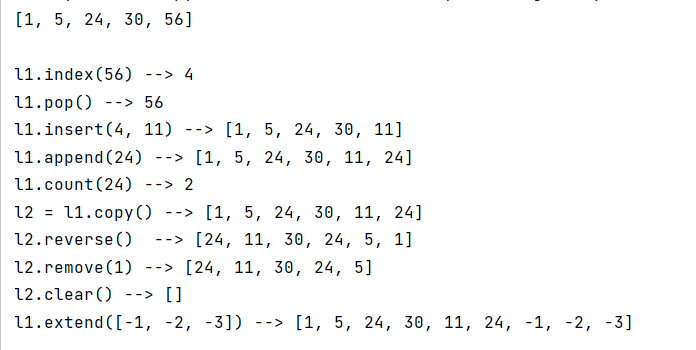 [1, 5, 24, 30, 56]
l1.index(56) --> 4
l1.pop() --> 56
l1.insert(4, 11) --> [1, 5, 24, 30, 11]
l1.append(24) --> [1, 5, 24, 30, 11, 24]
l1.count(24) --> 2
l2 = l1.copy() --> [1, 5, 24, 30, 11, 24]
l2.reverse()  --> [24, 11, 30, 24, 5, 1]
l2.remove(1) --> [24, 11, 30, 24, 5]
l2.clear() --> []
l1.extend([-1, -2, -3]) --> [1, 5, 24, 30, 11, 24, -1, -2, -3]